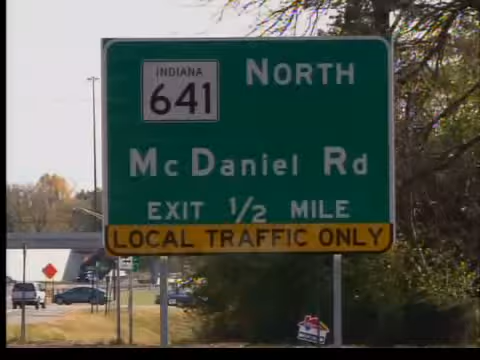 INDIANA
641 NORTH
McDaniel Rd
EXIT 1/2 MILE
LOCAL TRAFFIC ONLY